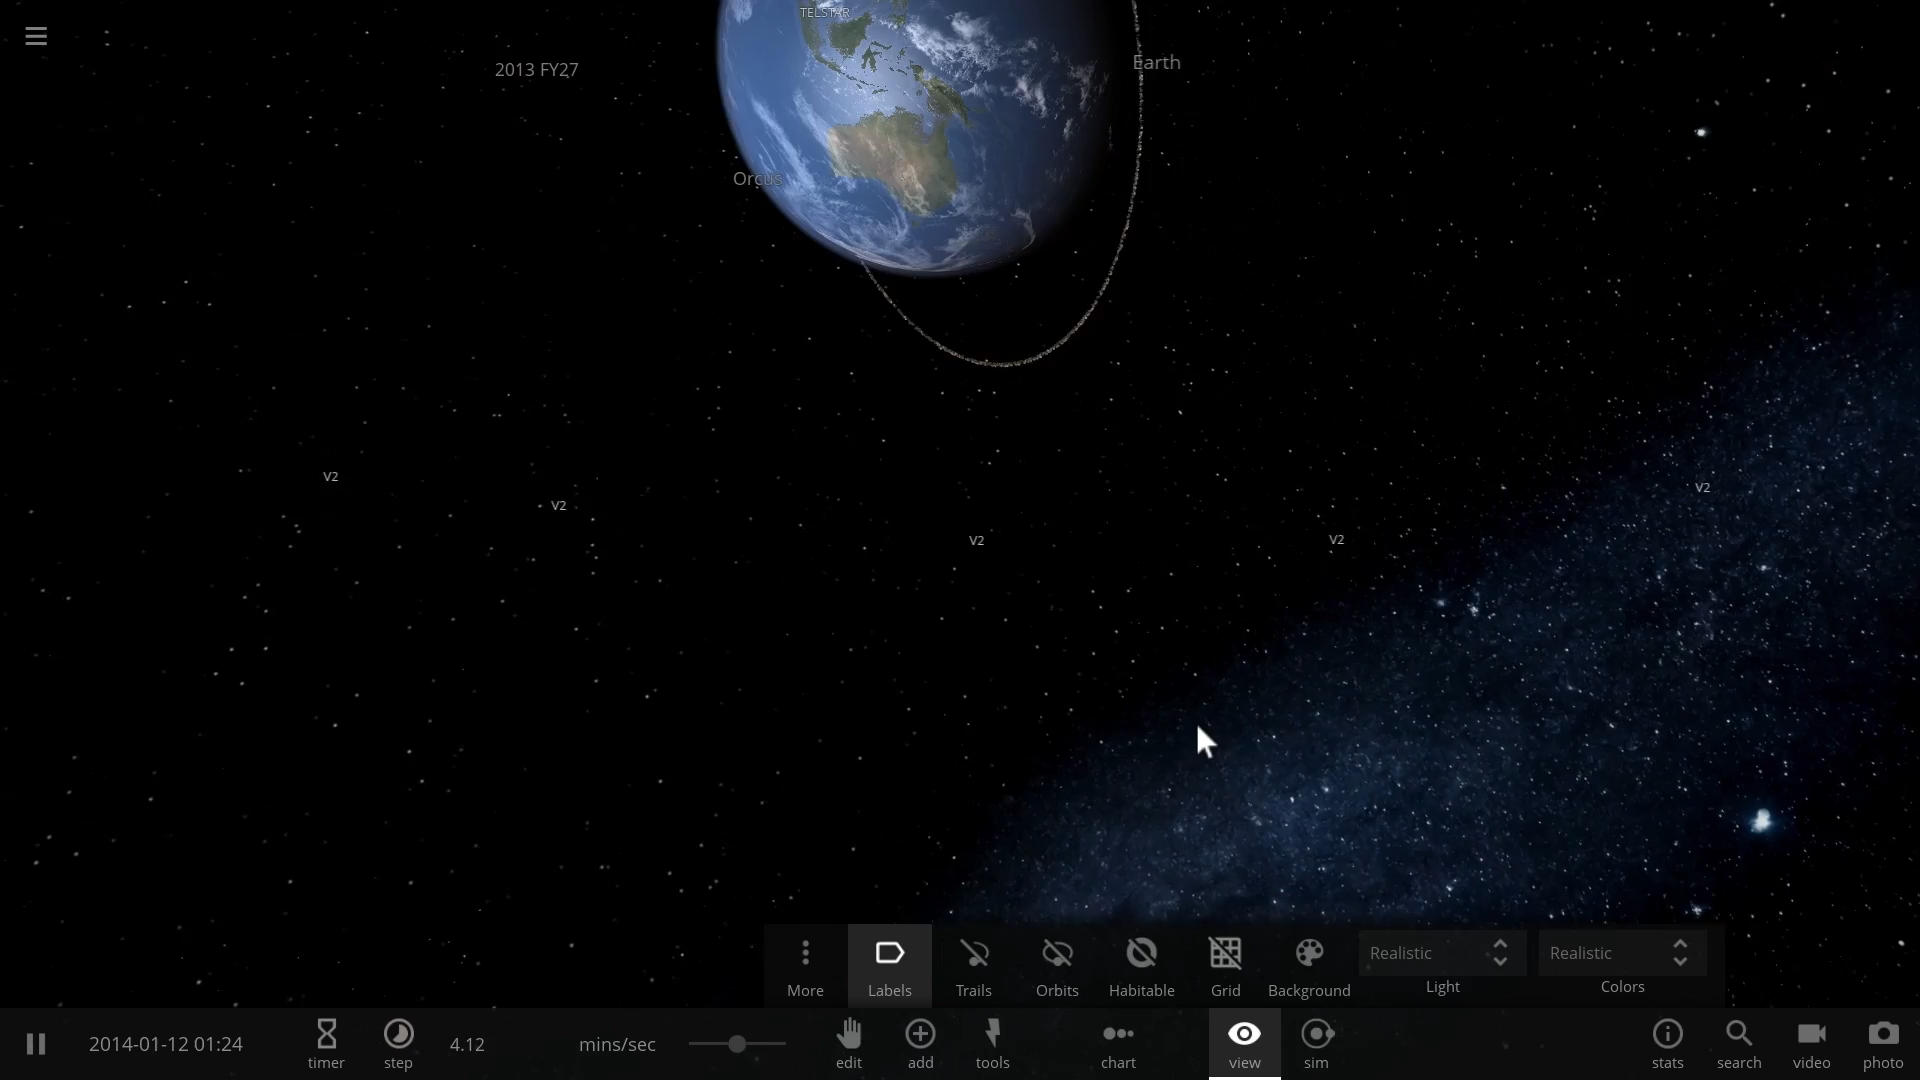 TELSTAR
2013 FY27
Earth
Orcus
V2
V2
V2
V2
V2
More
Labels
Trails
Orbits
Habitable
Grid
Background
Realistic
Light
Realistic
Colors
2014-01-12 01:24
timer
step
4.12
mins/sec
edit
add
tools
chart
view
sim
stats
search
video
photo